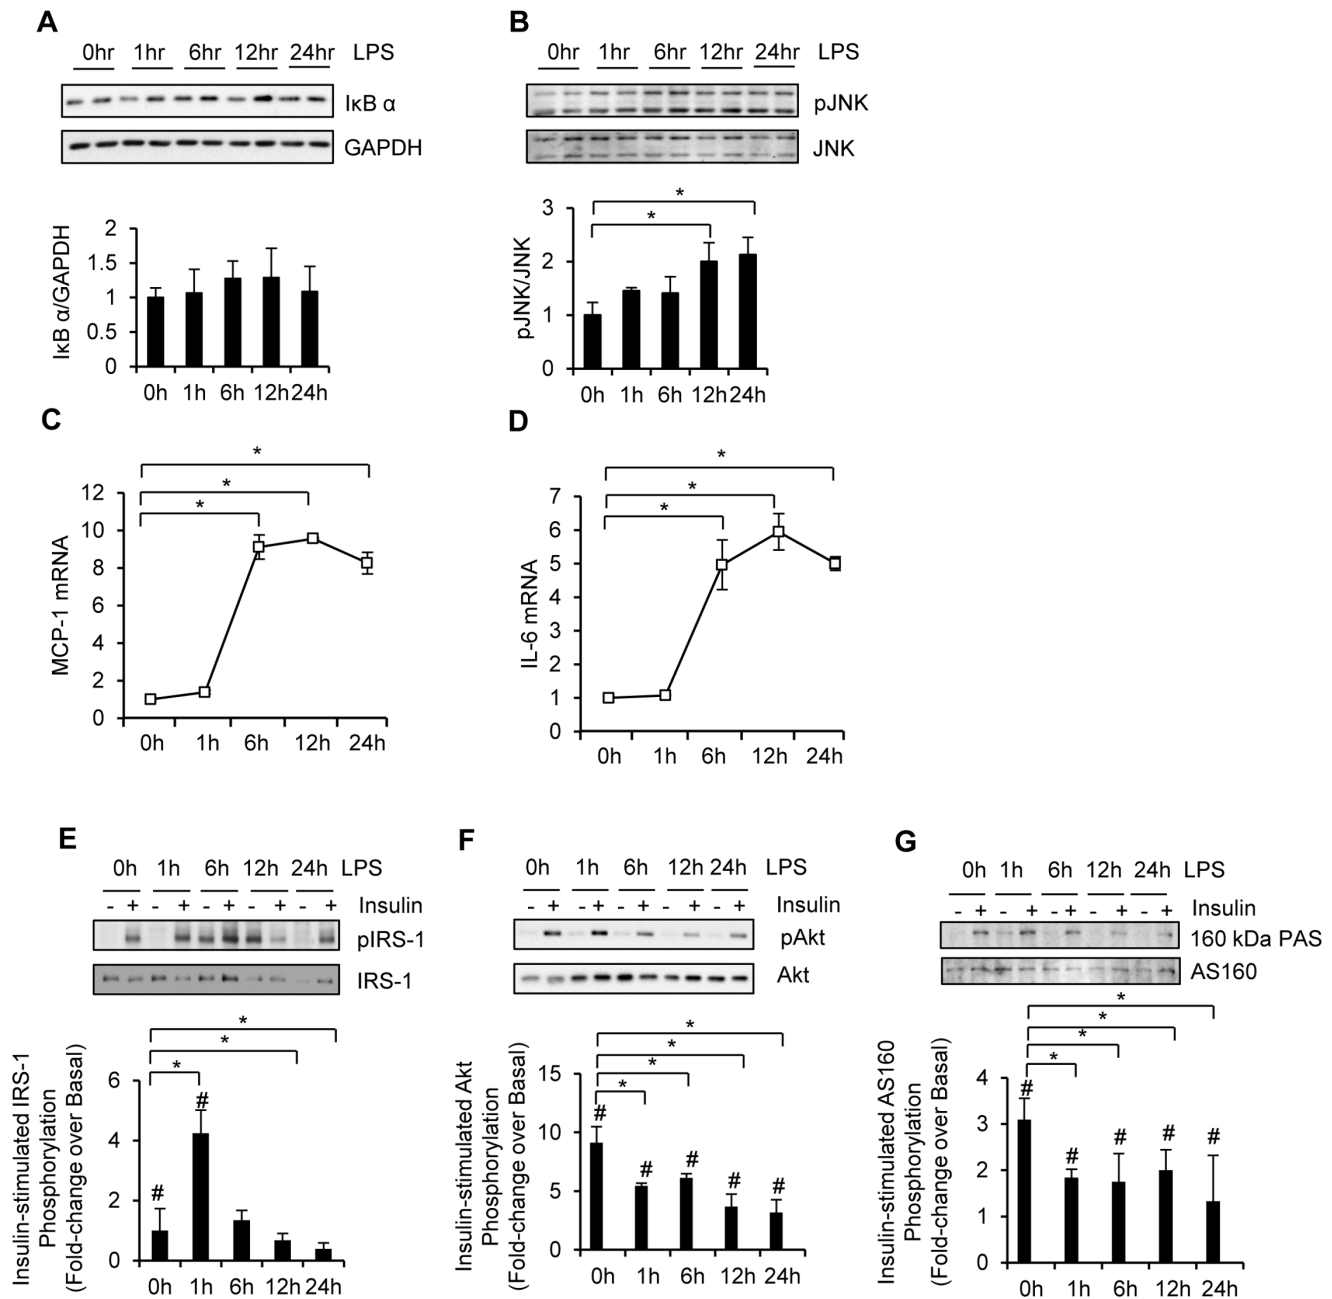 A
0hr 1hr 6hr 12hr 24hr LPS
IκB α
GAPDH
IκB α/GAPDH
2
1.5
1
0.5
0
0h 1h 6h 12h 24h
B
0hr 1hr 6hr 12hr 24hr LPS
pJNK
JNK
pJNK/JNK
*
*
3
2
1
0
0h 1h 6h 12h 24h
C
*
*
*
MCP-1 mRNA
12
10
8
6
4
2
0
0h 1h 6h 12h 24h
D
*
*
*
IL-6 mRNA
7
6
5
4
3
2
1
0
0h 1h 6h 12h 24h
E
0h 1h 6h 12h 24h LPS
- + - + - + - + - + Insulin
pIRS-1
IRS-1
Insulin-stimulated IRS-1
Phosphorylation
(Fold-change over Basal)
*
*
*
6
4
2
0
# #
0h 1h 6h 12h 24h
F
0h 1h 6h 12h 24h LPS
- + - + - + - + - + Insulin
pAkt
Akt
Insulin-stimulated Akt
Phosphorylation
(Fold-change over Basal)
*
*
*
*
15
10
5
0
# # # # #
0h 1h 6h 12h 24h
G
0h 1h 6h 12h 24h LPS
- + - + - + - + - + Insulin
160 kDa PAS
AS160
Insulin-stimulated AS160
Phosphorylation
(Fold-change over Basal)
*
*
*
*
4
3
2
1
0
# # # # #
0h 1h 6h 12h 24h